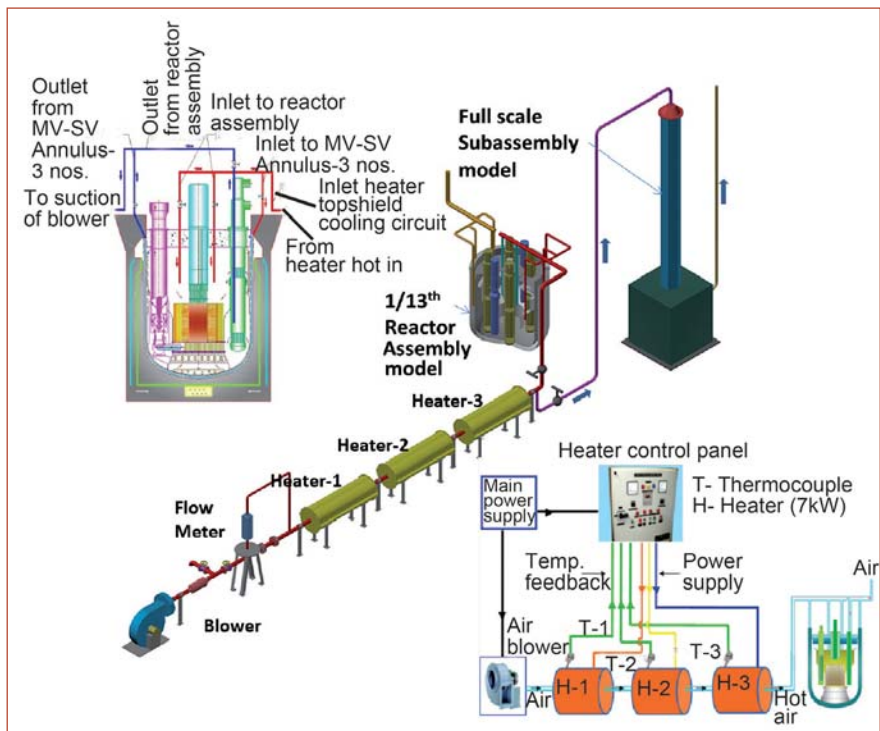 Outlet
from
MV-SV
Annulus-
3 nos.
To suction
of blower
Outlet
from reactor
assembly
Inlet to reactor
assembly
Inlet to MV-SV
Annulus-3 nos.
Inlet heater
topshield
cooling circuit
From
heater hot in
Full scale
Subassembly
model
1/13th
Reactor
Assembly
model
Heater-3
Heater-2
Heater-1
Flow
Meter
Blower
Heater control panel
Main
power
supply
T- Thermocouple
H- Heater (7kW)
Temp.
feedback
Power
supply
Air
Air
blower
T-1
T-2
T-3
Air
H-1
H-2
H-3
Hot
air